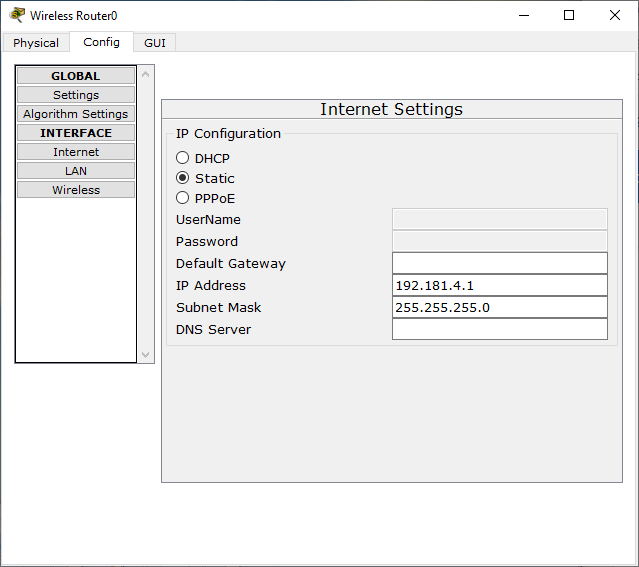 Wireless Router0
Physical Config GUI
GLOBAL
Settings
Algorithm Settings
INTERFACE
Internet
LAN
Wireless
Internet Settings
IP Configuration
DHCP
Static
PPPoE
UserName
Password
Default Gateway
IP Address 192.181.4.1
Subnet Mask 255.255.255.0
DNS Server